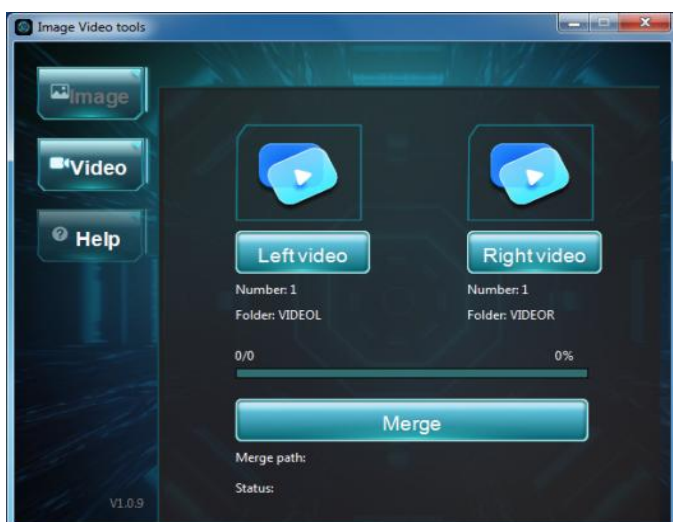 Image Video tools
Image
Video
Help
Left video
Right video
Number: 1
Number: 1
Folder: VIDEOL
Folder: VIDEOR
0/0
0%
Merge
Merge path:
Status:
V1.0.9